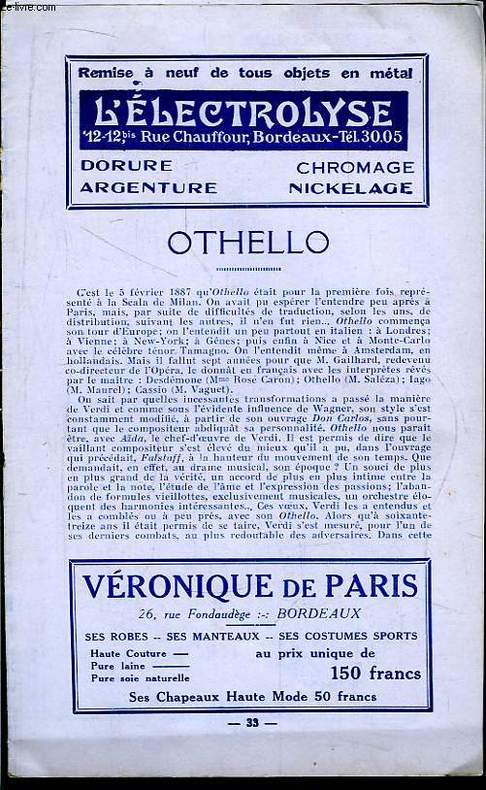 le-livre.com
Remise à neuf de tous objets en métal
L'ÉLECTROLYSE
12-12,bis Rue Chauffour, Bordeaux-Tél.30.05
DORURE CHROMAGE
ARGENTURE NICKELAGE
OTHELLO
C'est le 5 février 1887 qu'Othello était pour la première fois repré-
senté à la Scala de Milan. On avait pu espérer l'entendre peu après à
Paris, mais, par suite de difficultés de traduction, selon les uns, de
distribution, suivant les autres, il n'en fut rien... Othello commença
son tour d'Europe; on l'entendit un peu partout en italien : à Londres;
à Vienne; à New-York; à Gênes; puis enfin à Nice et à Monte-Carlo
avec le célèbre ténor Tamagno. On l'entendit même à Amsterdam, en
hollandais. Mais il fallut sept années pour que M. Gailhard, redevenu
co-directeur de l'Opéra, le donnât en français avec les interprètes rêvés
par le maître : Desdémone (Mme Rose Caron); Othello (M. Saléza); Iago
(M. Maurel); Cassio (M. Vaguet).
On sait par quelles incessantes transformations a passé la manière
de Verdi et comme sous l'évidente influence de Wagner, son style s'est
constamment modifié, à partir de son ouvrage Don Carlos, sans pour-
tant que le compositeur abdiquât sa personnalité. Othello nous paraît
être, avec Aïda, le chef-d'œuvre de Verdi. Il est permis de dire que le
vaillant compositeur s'est élevé du mieux qu'il a pu, dans l'ouvrage
qui précédait, Falstaff, à la hauteur du mouvement de son temps. Que
demandait, en effet, au drame musical, son époque ? Un souci de plus
en plus grand de la vérité, un accord de plus en plus intime entre la
parole et la note, l'étude de l'âme et l'expression des passions; l'aban-
don de formules vieillottes, exclusivement musicales, un orchestre élo-
quent des harmonies intéressantes... Ces vœux, Verdi les a entendus et
les a comblés ou à peu près, avec son Othello. Alors qu'à soixante-
treize ans il était permis de se taire, Verdi s'est mesuré, pour l'un de
ses derniers combats, au plus redoutable des adversaires. Dans cette
VÉRONIQUE DE PARIS
26, rue Fondaudège :-: BORDEAUX
SES ROBES -- SES MANTEAUX -- SES COSTUMES SPORTS
Haute Couture — au prix unique de
Pure laine —
Pure soie naturelle 150 francs
Ses Chapeaux Haute Mode 50 francs
— 33 —